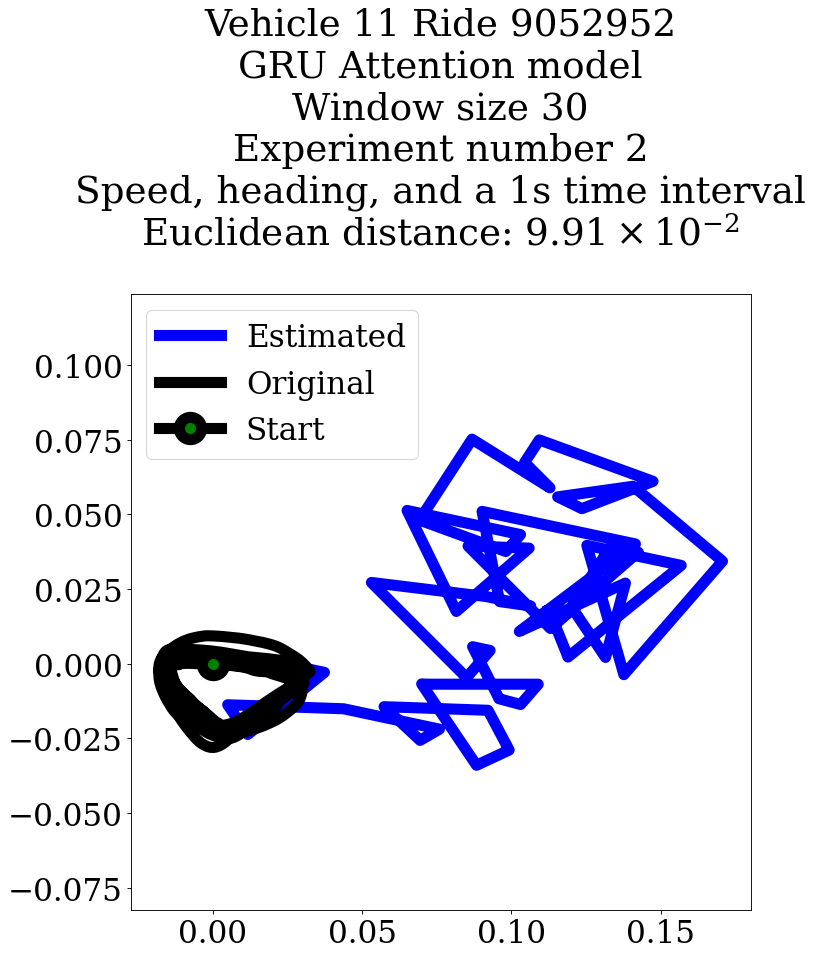 Vehicle 11 Ride 9052952
GRU Attention model
Window size 30
Experiment number 2
Speed, heading, and a 1s time interval
Euclidean distance: 9.91 × 10⁻²
Estimated
Original
Start
0.100
0.075
0.050
0.025
0.000
−0.025
−0.050
−0.075
0.00
0.05
0.10
0.15